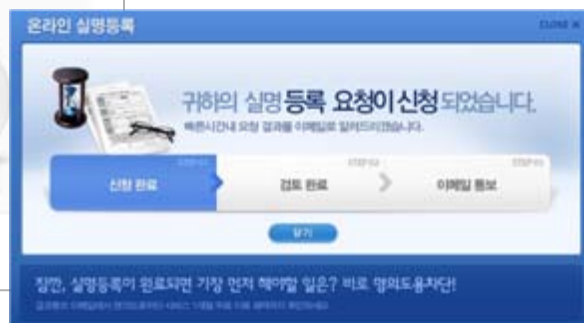 온라인 실명등록
CLOSE X
귀하의 실명 등록 요청이 신청 되었습니다.
빠른시간내 요청 결과를 이메일로 알려드리겠습니다.
STEP 01
STEP 02
STEP 03
신청 완료
검토 완료
이메일 통보
닫기
잠깐, 실명등록이 완료되면 가장 먼저 해야할 일은? 바로 명의도용차단!